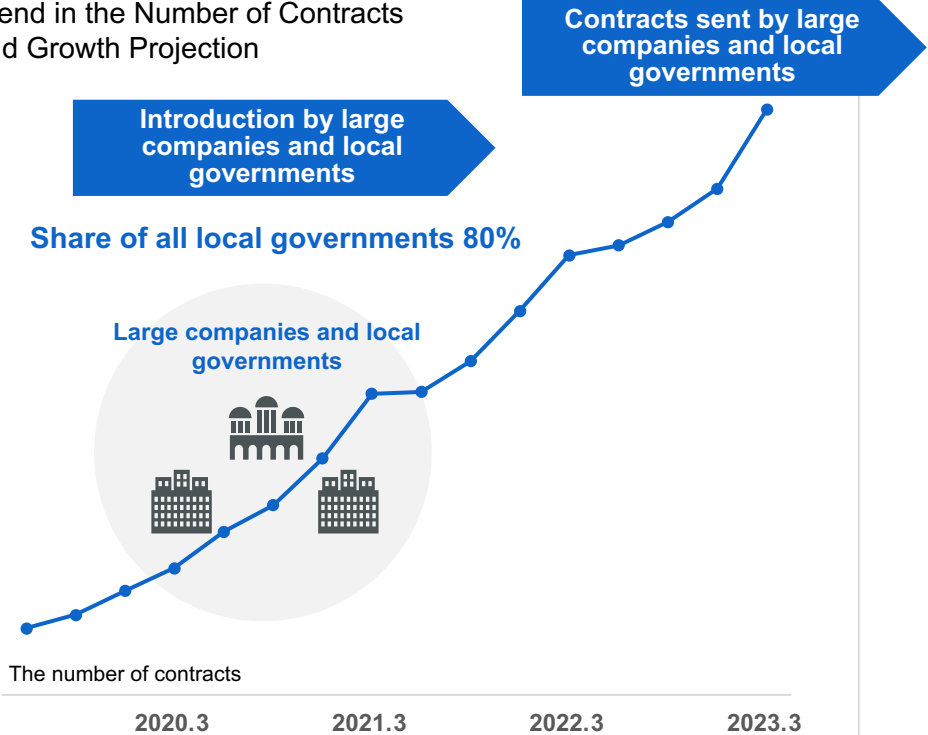 end in the Number of Contracts
d Growth Projection
Contracts sent by large
companies and local
governments
Introduction by large
companies and local
governments
Share of all local governments 80%
Large companies and local
governments
The number of contracts
2020.3
2021.3
2022.3
2023.3